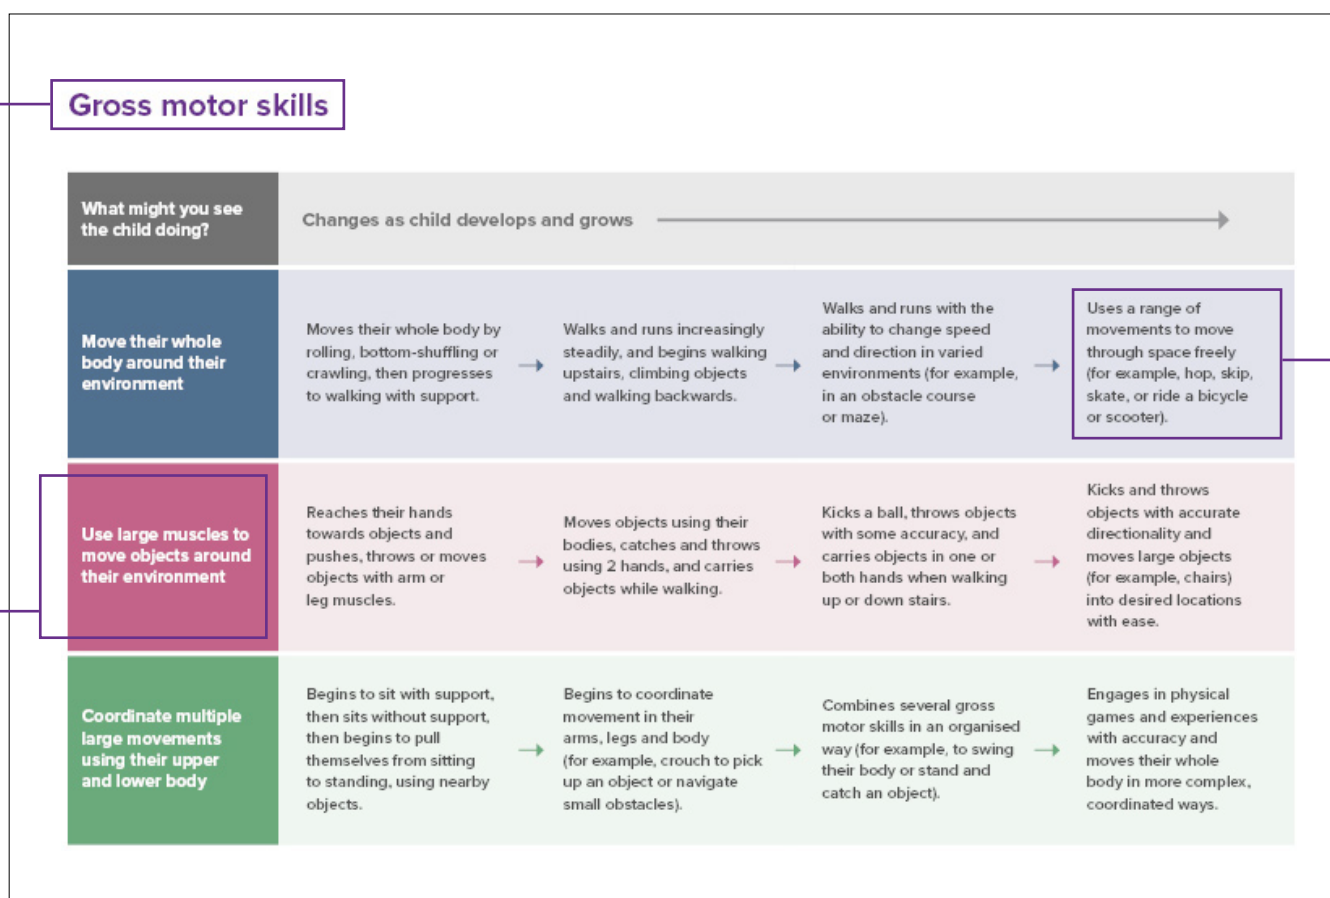 Gross motor skills
What might you see
the child doing?
Changes as child develops and grows
Move their whole
body around their
environment
Moves their whole body by
rolling, bottom-shuffling or
crawling, then progresses
to walking with support.
Walks and runs increasingly
steadily, and begins walking
upstairs, climbing objects
and walking backwards.
Walks and runs with the
ability to change speed
and direction in varied
environments (for example,
in an obstacle course
or maze).
Uses a range of
movements to move
through space freely
(for example, hop, skip,
skate, or ride a bicycle
or scooter).
Use large muscles to
move objects around
their environment
Reaches their hands
towards objects and
pushes, throws or moves
objects with arm or
leg muscles.
Moves objects using their
bodies, catches and throws
using 2 hands, and carries
objects while walking.
Kicks a ball, throws objects
with some accuracy, and
carries objects in one or
both hands when walking
up or down stairs.
Kicks and throws
objects with accurate
directionality and
moves large objects
(for example, chairs)
into desired locations
with ease.
Coordinate multiple
large movements
using their upper
and lower body
Begins to sit with support,
then sits without support,
then begins to pull
themselves from sitting
to standing, using nearby
objects.
Begins to coordinate
movement in their
arms, legs and body
(for example, crouch to pick
up an object or navigate
small obstacles).
Combines several gross
motor skills in an organised
way (for example, to swing
their body or stand and
catch an object).
Engages in physical
games and experiences
with accuracy and
moves their whole
body in more complex,
coordinated ways.